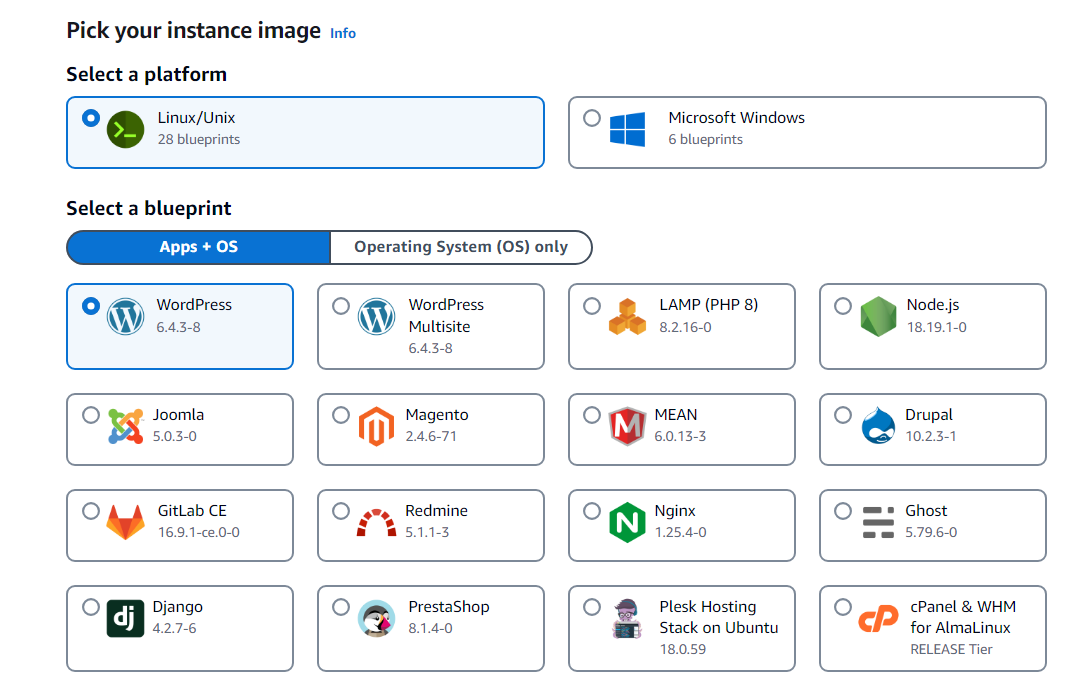 Pick your instance image Info
Select a platform
Linux/Unix
28 blueprints
Microsoft Windows
6 blueprints
Select a blueprint
Apps + OS
Operating System (OS) only
WordPress
6.4.3-8
WordPress
Multisite
6.4.3-8
LAMP (PHP 8)
8.2.16-0
Node.js
18.19.1-0
Joomla
5.0.3-0
Magento
2.4.6-71
MEAN
6.0.13-3
Drupal
10.2.3-1
GitLab CE
16.9.1-ce.0-0
Redmine
5.1.1-3
Nginx
1.25.4-0
Ghost
5.79.6-0
dj
Django
4.2.7-6
PrestaShop
8.1.4-0
Plesk Hosting
Stack on Ubuntu
18.0.59
cP
cPanel & WHM
for AlmaLinux
RELEASE Tier